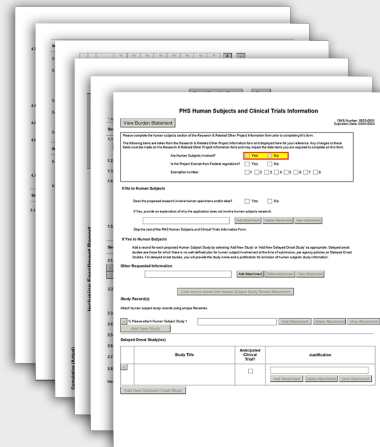 PHS Human Subjects and Clinical Trials Information
View Burden Statement
OMB Number: 0925-0001
Expiration Date:
Please complete the human subjects section of the Research & Related Other Project Information form prior to completing this form.
The following items are taken from the Research & Related Other Project Information form and displayed here for your reference. Any changes to these
fields must be made on the Research & Related Other Project Information form and may impact the data items you are required to complete on this form.
Are Human Subjects Involved? Yes No
Is the Project Exempt from Federal regulations? Yes No
Exemption number: 1 2 3 4 5 6 7 8
If No to Human Subjects
Does the proposed research involve human specimens and/or data? Yes No
If Yes, provide an explanation of why the application does not involve human subjects research.
Add Attachment Delete Attachment View Attachment
Skip the rest of the PHS Human Subjects and Clinical Trials Information Form.
If Yes to Human Subjects
Add a record for each proposed Human Subject Study by selecting 'Add New Study' or 'Add New Delayed Onset Study' as appropriate. Delayed onset
studies are those for which there is no well-defined plan for human subject involvement at the time of submission, per agency policies on Delayed Onset
Studies. For delayed onset studies, you will provide the study name and a justification for omission of human subjects study information.
Other Requested Information
Add Attachment Delete Attachment View Attachment
Click here to extract the Human Subject Study Record Attachment
Study Record(s)
Attach human subject study records using unique filenames.
1) Please attach Human Subject Study 1 Add Attachment Delete Attachment View Attachment
Add New Study
Delayed Onset Study(ies)
Study Title
Anticipated
Clinical
Trial?
Justification
Add Attachment Delete Attachment View Attachment
Add New Delayed Onset Study
Inclusion Enrollment Report
Cumulative (Actual)